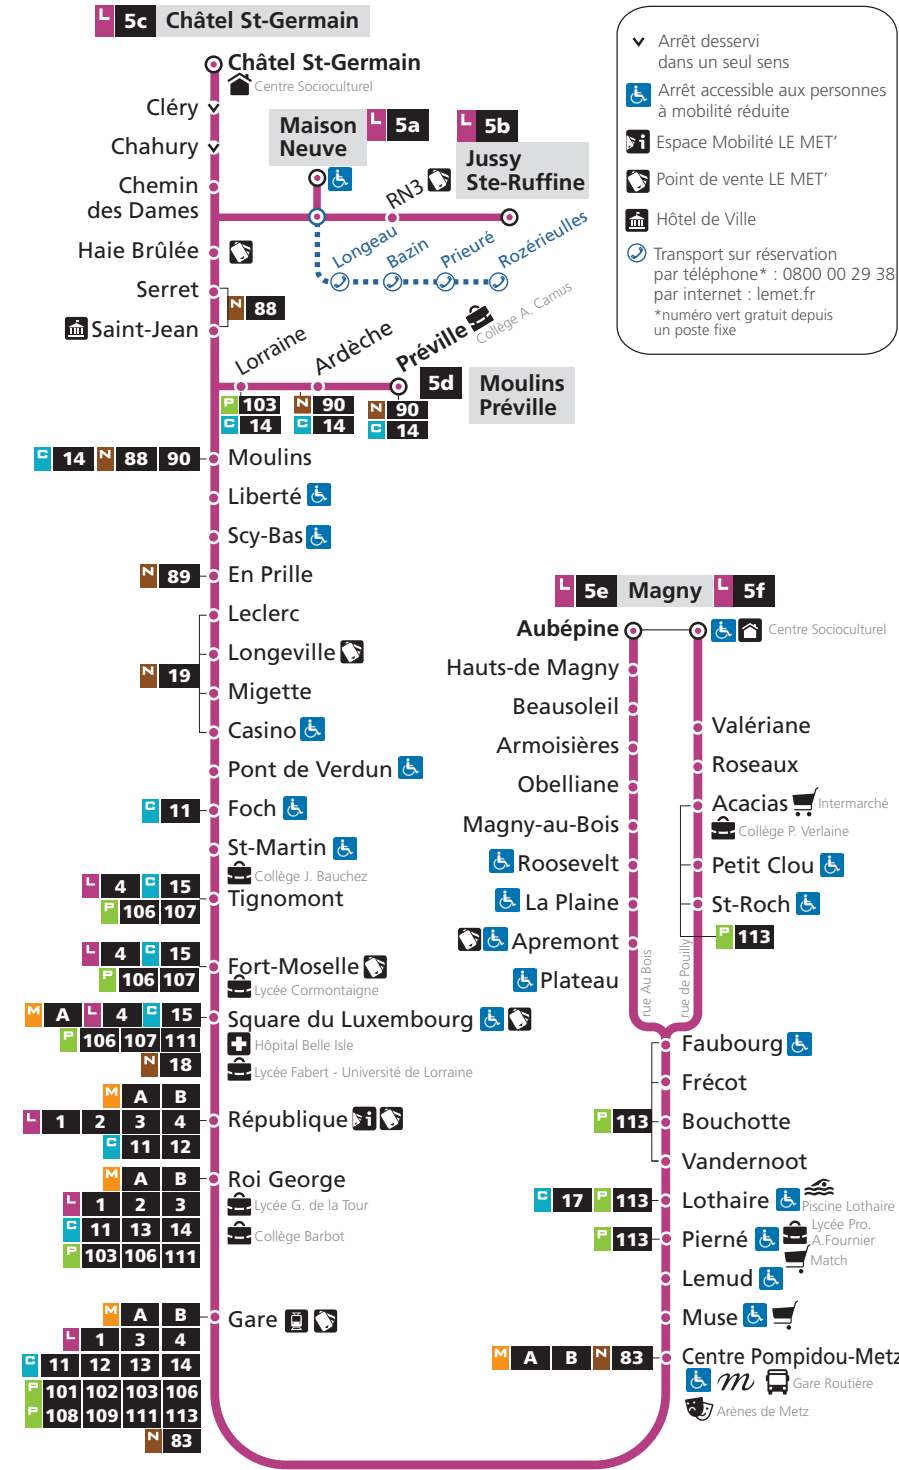 L 5c Châtel St-Germain
Châtel St-Germain
Centre Socioculturel
Cléry
Chahury
Chemin
des Dames
Haie Brûlée
Serret
N 88
Saint-Jean
Maison
Neuve
L 5a
L 5b
Jussy
Ste-Ruffine
RN3
Longeau
Bazin
Prieuré
Rozérieulles
Arrêt desservi
dans un seul sens
Arrêt accessible aux personnes
à mobilité réduite
i Espace Mobilité LE MET'
Point de vente LE MET'
Hôtel de Ville
Transport sur réservation
par téléphone* : 0800 00 29 38
par internet : lemet.fr
*numéro vert gratuit depuis
un poste fixe
Lorraine
Ardèche
Préville
Collège A. Camus
5d Moulins
Préville
P 103
C 14
N 90
C 14
N 90
C 14
C 14 N 88 90 Moulins
Liberté
Scy-Bas
N 89 En Prille
Leclerc
Longeville
N 19
Migette
Casino
Pont de Verdun
C 11 Foch
St-Martin
Collège J. Bauchez
L 4 C 15
P 106 107
Tignomont
L 4 C 15
P 106 107
Fort-Moselle
Lycée Cormontaigne
M A L 4 C 15
P 106 107 111
N 18
Square du Luxembourg
Hôpital Belle Isle
Lycée Fabert - Université de Lorraine
M A B
L 1 2 3 4
C 11 12
République i
M A B
L 1 2 3
C 11 13 14
P 103 106 111
Roi George
Lycée G. de la Tour
Collège Barbot
M A B
L 1 3 4
C 11 12 13 14
P 101 102 103 106
P 108 109 111 113
N 83
Gare
L 5e Magny L 5f
Aubépine
Centre Socioculturel
Hauts-de Magny
Beausoleil
Armoisières
Obelliane
Magny-au-Bois
Roosevelt
La Plaine
Apremont
Plateau
rue Au Bois
rue de Pouilly
Valériane
Roseaux
Acacias
Intermarché
Collège P. Verlaine
Petit Clou
St-Roch
P 113
Faubourg
Frécot
P 113
Bouchotte
Vandernoot
C 17 P 113 Lothaire
Piscine Lothaire
P 113 Pierné
Lycée Pro.
A.Fournier
Match
Lemud
Muse
M A B N 83 Centre Pompidou-Metz
m
Gare Routière
Arènes de Metz